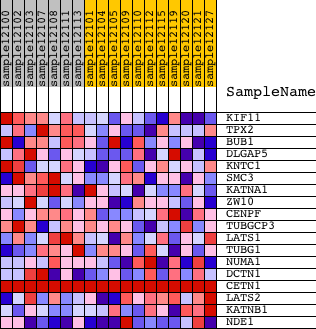 sample12100
sample12102
sample12103
sample12107
sample12108
sample12111
sample12113
sample12101
sample12104
sample12105
sample12109
sample12110
sample12112
sample12115
sample12119
sample12120
sample12121
sample12127
SampleName
KIF11
TPX2
BUB1
DLGAP5
KNTC1
SMC3
KATNA1
ZW10
CENPF
TUBGCP3
LATS1
TUBG1
NUMA1
DCTN1
CETN1
LATS2
KATNB1
NDE1